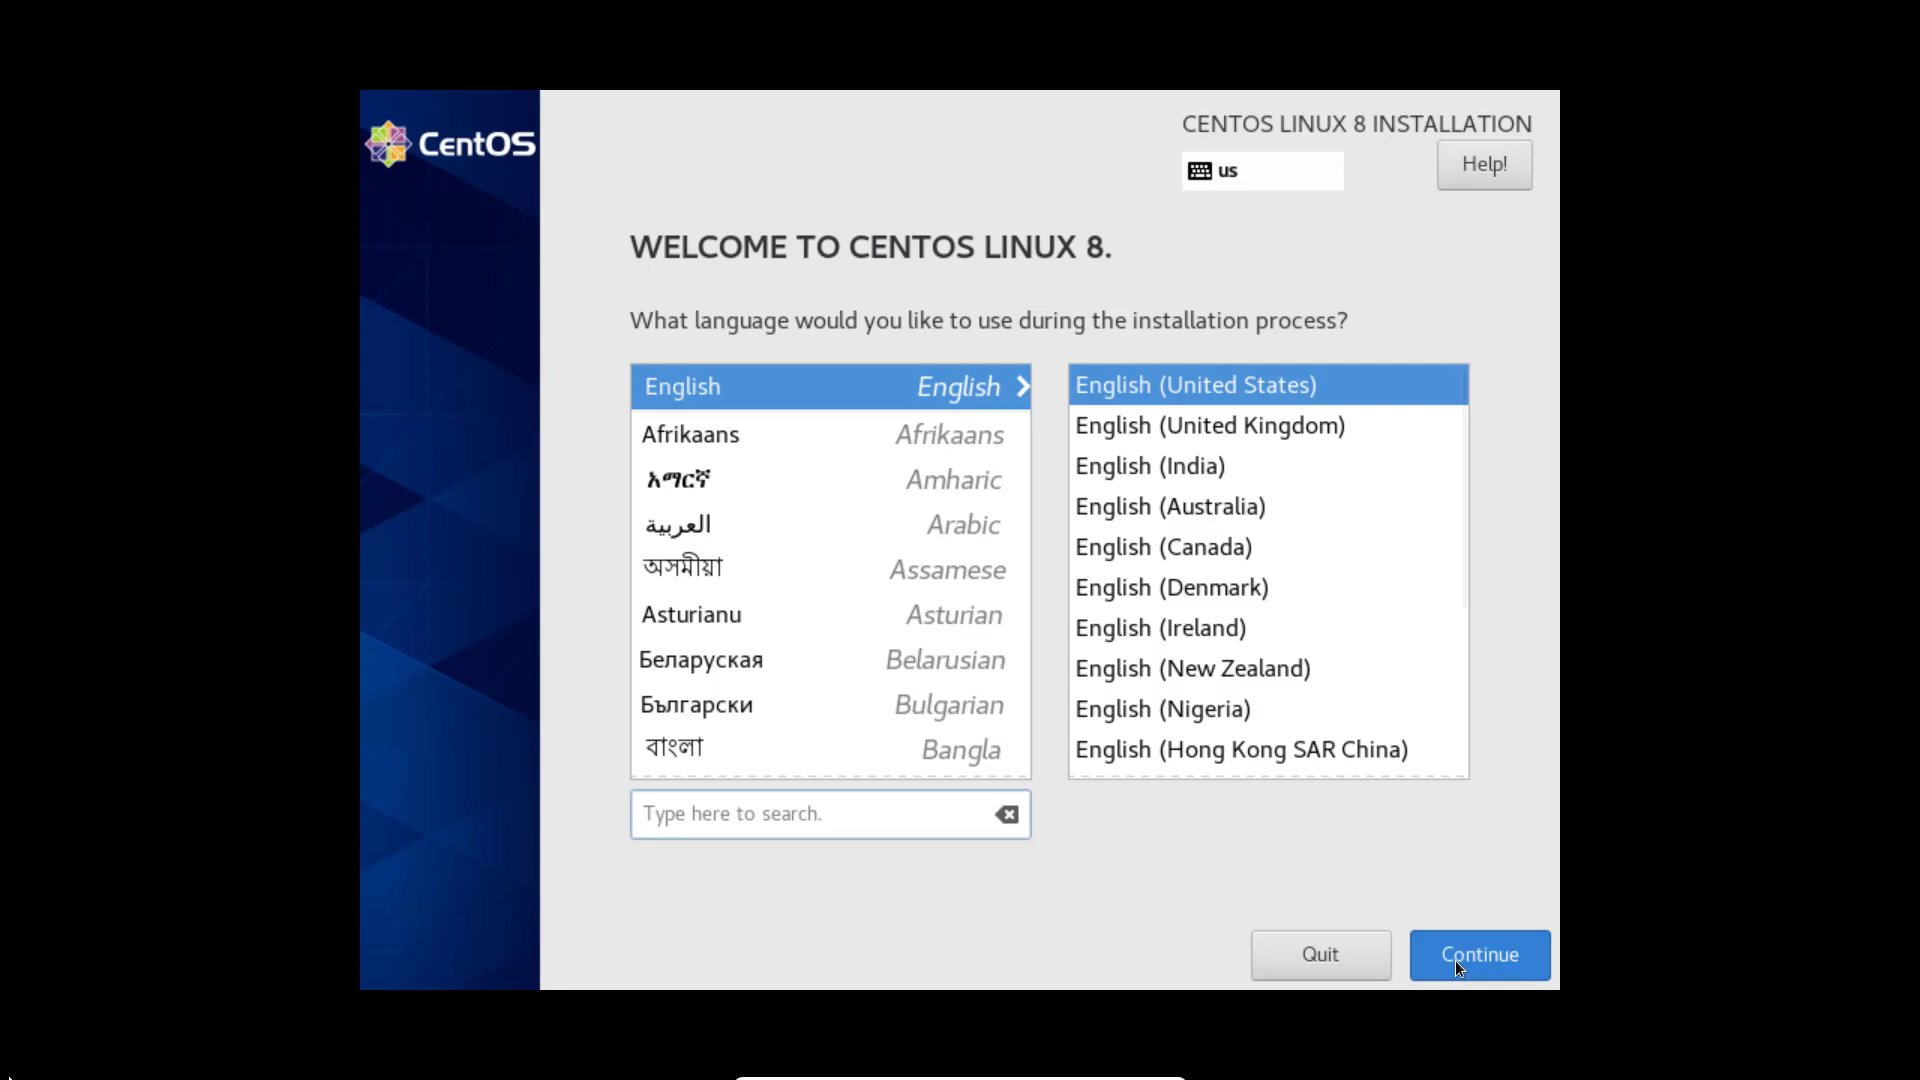 CentOS
CENTOS LINUX 8 INSTALLATION
us
Help!
WELCOME TO CENTOS LINUX 8.
What language would you like to use during the installation process?
English English
Afrikaans Afrikaans
አማርኛ Amharic
العربية Arabic
অসমীয়া Assamese
Asturianu Asturian
Беларуская Belarusian
Български Bulgarian
বাংলা Bangla
English (United States)
English (United Kingdom)
English (India)
English (Australia)
English (Canada)
English (Denmark)
English (Ireland)
English (New Zealand)
English (Nigeria)
English (Hong Kong SAR China)
Type here to search.
Quit
Continue